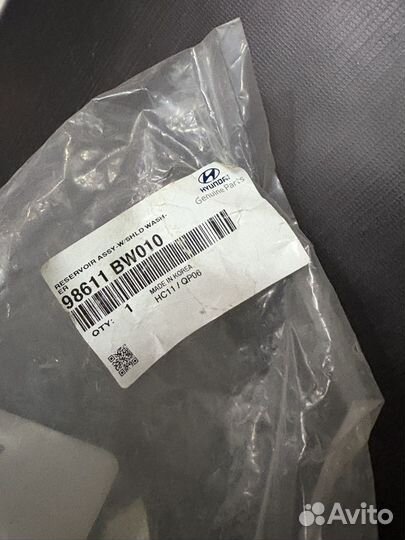 HYUNDAI
Genuine Parts
RESERVOIR ASSY-W/SHLD WASH-
ER
98611 BW010
QTY: 1
MADE IN KOREA
HC11 / QP06
Avito